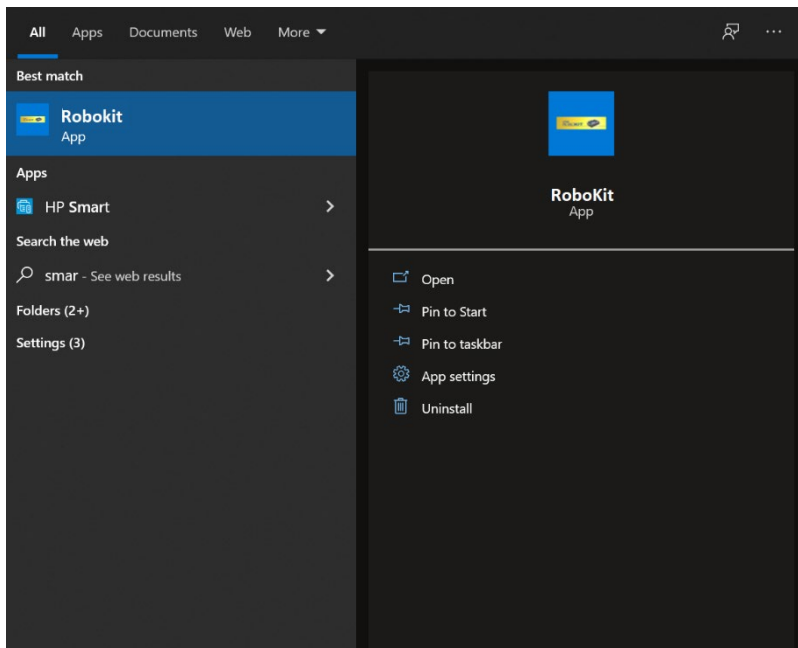 All Apps Documents Web More
Best match
Robokit
App
Apps
HP Smart
Search the web
smar - See web results
Folders (2+)
Settings (3)
RoboKit
App
Open
Pin to Start
Pin to taskbar
App settings
Uninstall